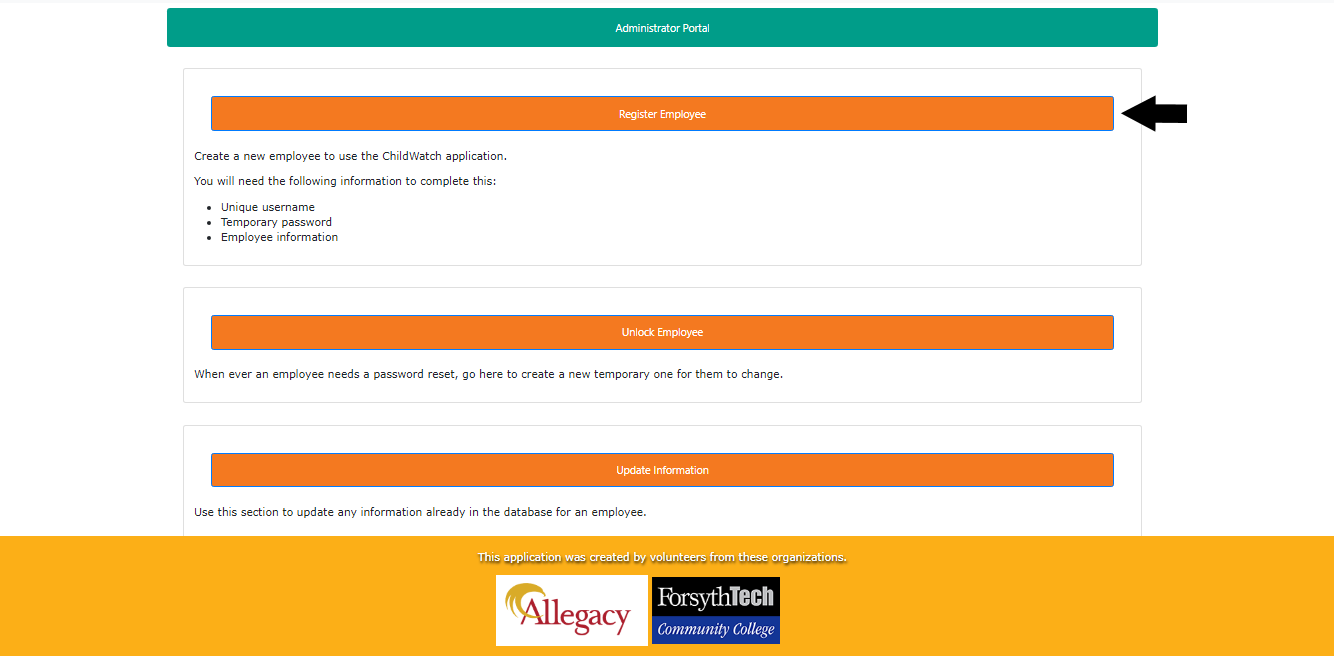 Administrator Portal
Register Employee
Create a new employee to use the ChildWatch application.
You will need the following information to complete this:
Unique username
Temporary password
Employee information
Unlock Employee
When ever an employee needs a password reset, go here to create a new temporary one for them to change.
Update Information
Use this section to update any information already in the database for an employee.
This application was created by volunteers from these organizations.
Allegacy
ForsythTech
Community College